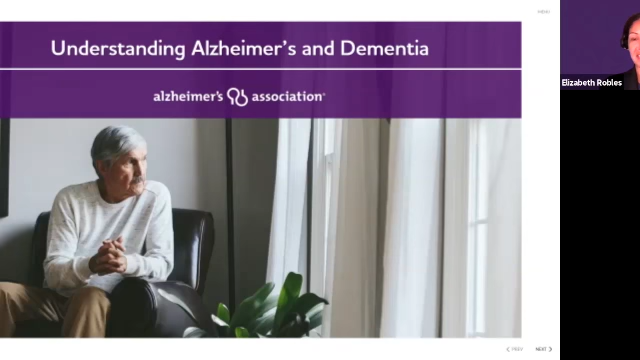 MENU
Understanding Alzheimer's and Dementia
alzheimer's association®
Elizabeth Robles
PREV
NEXT